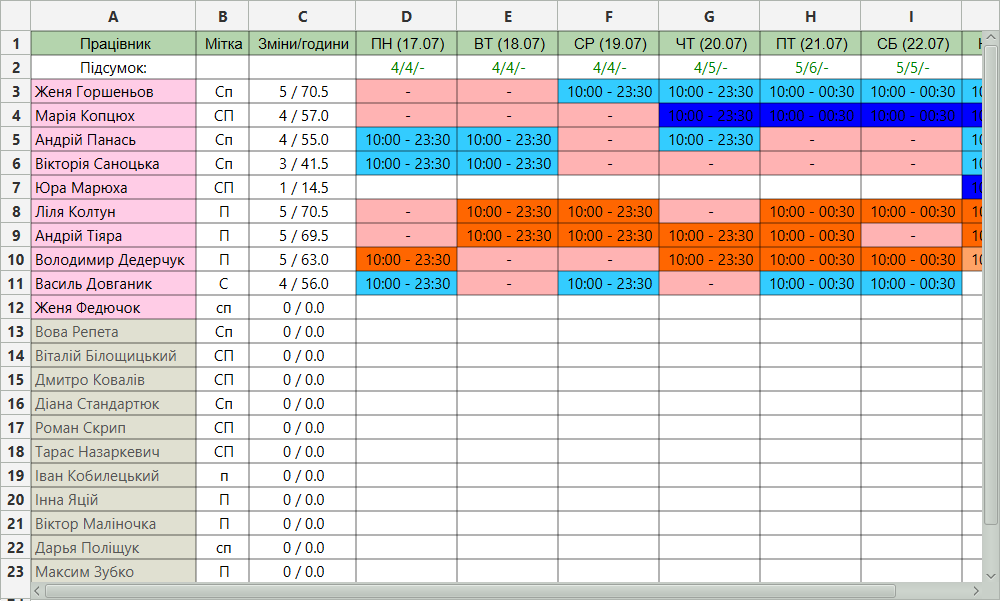 A B C D E F G H I
1 Працівник Мітка Зміни/години ПН (17.07) ВТ (18.07) СР (19.07) ЧТ (20.07) ПТ (21.07) СБ (22.07)
2 Підсумок: 4/4/- 4/4/- 4/4/- 4/5/- 5/6/- 5/5/-
3 Женя Горшеньов Сп 5 / 70.5 - - 10:00 - 23:30 10:00 - 23:30 10:00 - 00:30 10:00 - 00:30
4 Марія Копцюх СП 4 / 57.0 - - - 10:00 - 23:30 10:00 - 00:30 10:00 - 00:30
5 Андрій Панась Сп 4 / 55.0 10:00 - 23:30 10:00 - 23:30 - 10:00 - 23:30 - -
6 Вікторія Саноцька Сп 3 / 41.5 10:00 - 23:30 10:00 - 23:30 - - - -
7 Юра Марюха СП 1 / 14.5
8 Ліля Колтун П 5 / 70.5 - 10:00 - 23:30 10:00 - 23:30 - 10:00 - 00:30 10:00 - 00:30
9 Андрій Тіяра П 5 / 69.5 - 10:00 - 23:30 10:00 - 23:30 10:00 - 23:30 10:00 - 00:30 -
10 Володимир Дедерчук П 5 / 63.0 10:00 - 23:30 - - 10:00 - 23:30 10:00 - 00:30 10:00 - 00:30
11 Василь Довганик С 4 / 56.0 10:00 - 23:30 - 10:00 - 23:30 - 10:00 - 00:30 10:00 - 00:30
12 Женя Федючок сп 0 / 0.0
13 Вова Репета Сп 0 / 0.0
14 Віталій Білощицький СП 0 / 0.0
15 Дмитро Ковалів СП 0 / 0.0
16 Діана Стандартюк Сп 0 / 0.0
17 Роман Скрип СП 0 / 0.0
18 Тарас Назаркевич СП 0 / 0.0
19 Іван Кобилецький п 0 / 0.0
20 Інна Яцій П 0 / 0.0
21 Віктор Маліночка П 0 / 0.0
22 Дарья Поліщук сп 0 / 0.0
23 Максим Зубко П 0 / 0.0